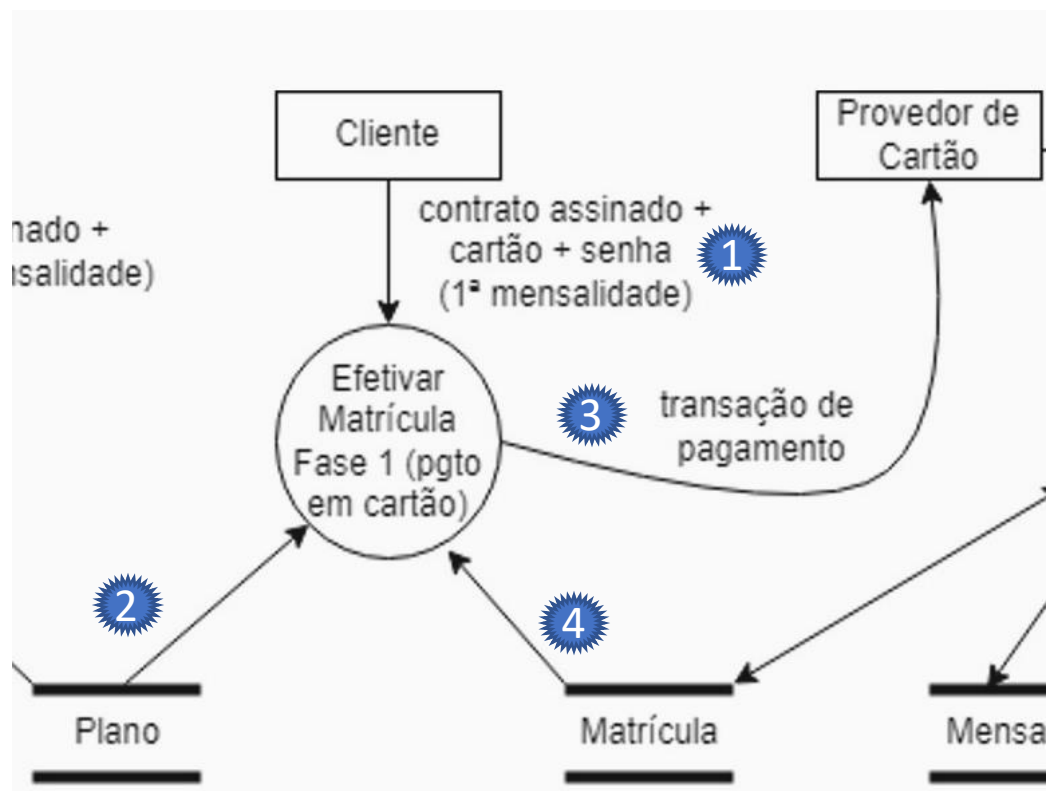 Cliente
Provedor de
Cartão
nado +
nsalidade)
contrato assinado +
cartão + senha
(1ª mensalidade)
1
Efetivar
Matrícula
Fase 1 (pgto
em cartão)
3
transação de
pagamento
2
4
Plano
Matrícula
Mensa